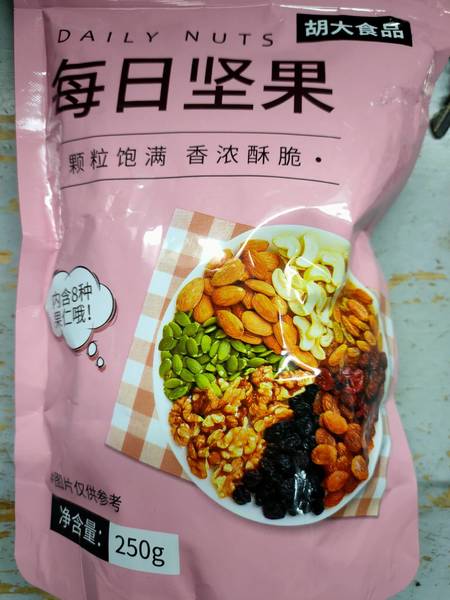 DAILY NUTS
胡大食品
每日坚果
颗粒饱满 香浓酥脆 •
内含8种
果仁哦!
图片仅供参考
净含量: 250g